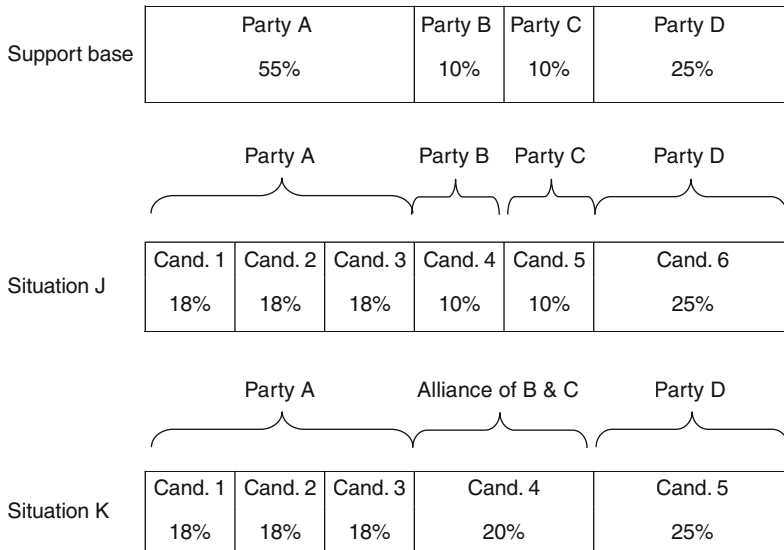 Party A Party B Party C Party D
Support base
55% 10% 10% 25%
Party A Party B Party C Party D
Cand. 1 Cand. 2 Cand. 3 Cand. 4 Cand. 5 Cand. 6
Situation J
18% 18% 18% 10% 10% 25%
Party A Alliance of B & C Party D
Cand. 1 Cand. 2 Cand. 3 Cand. 4 Cand. 5
Situation K
18% 18% 18% 20% 25%